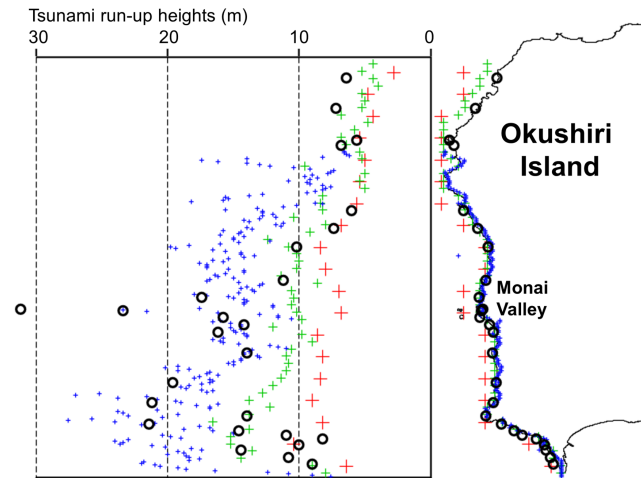 Tsunami run-up heights (m)
30 20 10 0
Okushiri
Island
Monai
Valley